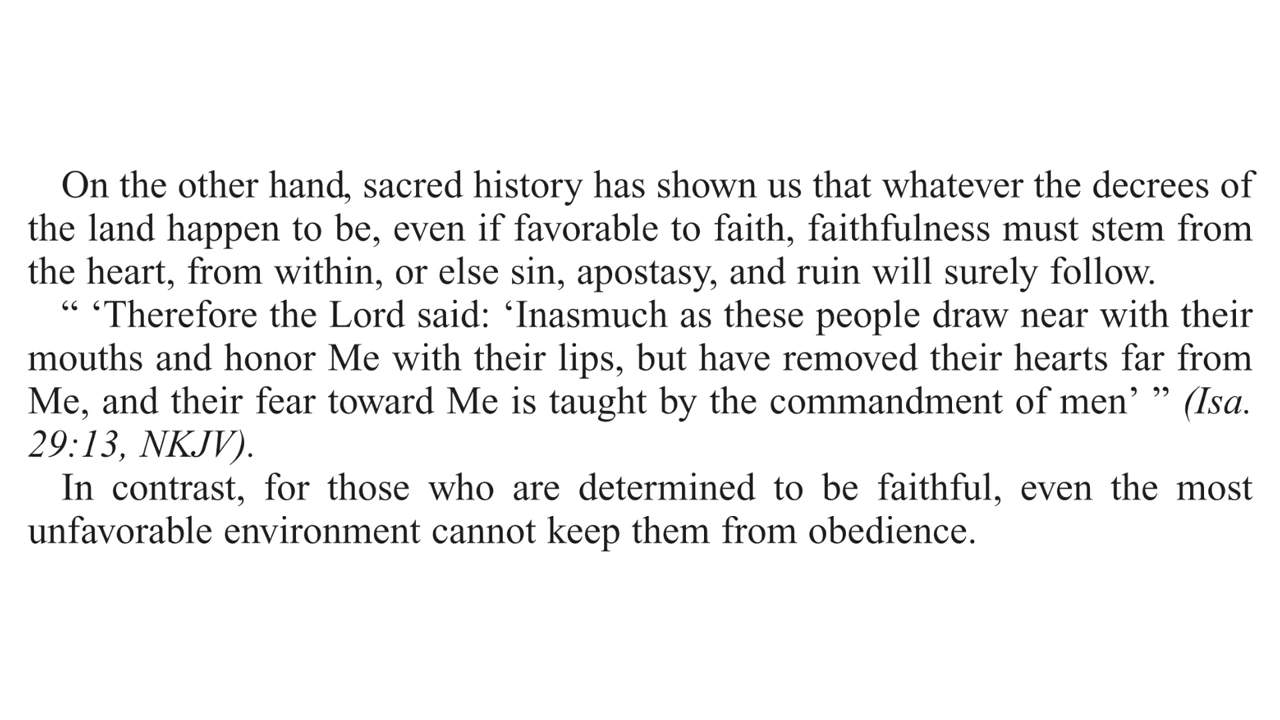 On the other hand, sacred history has shown us that whatever the decrees of
the land happen to be, even if favorable to faith, faithfulness must stem from
the heart, from within, or else sin, apostasy, and ruin will surely follow.
“ ‘Therefore the Lord said: ‘Inasmuch as these people draw near with their
mouths and honor Me with their lips, but have removed their hearts far from
Me, and their fear toward Me is taught by the commandment of men’ ” (Isa.
29:13, NKJV).
In contrast, for those who are determined to be faithful, even the most
unfavorable environment cannot keep them from obedience.